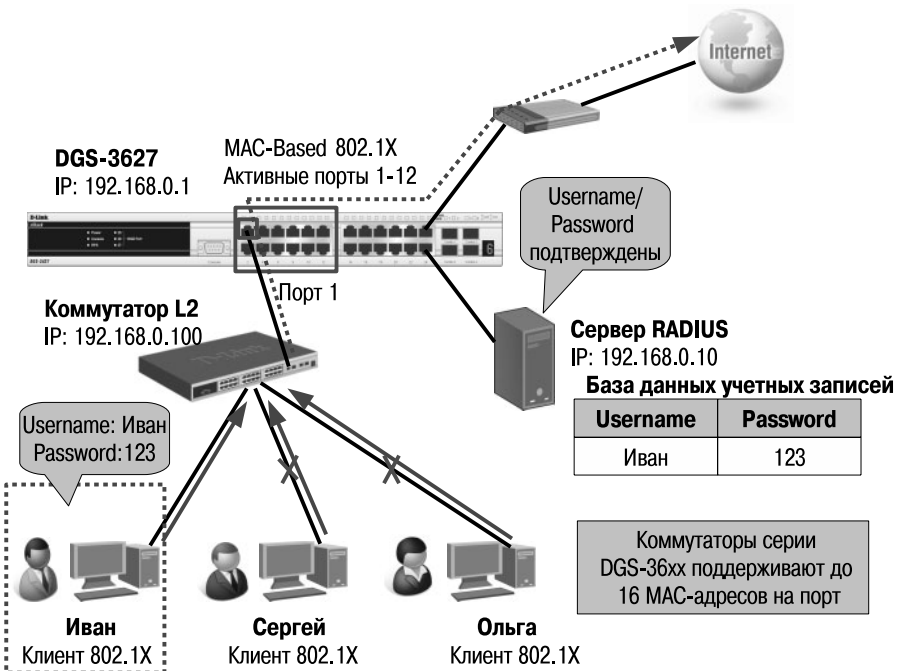 Internet
DGS-3627
IP: 192.168.0.1
MAC-Based 802.1X
Активные порты 1-12
Username/
Password
подтверждены
D-Link
6
Порт 1
Коммутатор L2
IP: 192.168.0.100
D-Link
Сервер RADIUS
IP: 192.168.0.10
База данных учетных записей
Username Password
Иван 123
Username: Иван
Password:123
Коммутаторы серии
DGS-36xx поддерживают до
16 MAC-адресов на порт
Иван
Клиент 802.1X
Сергей
Клиент 802.1X
Ольга
Клиент 802.1X